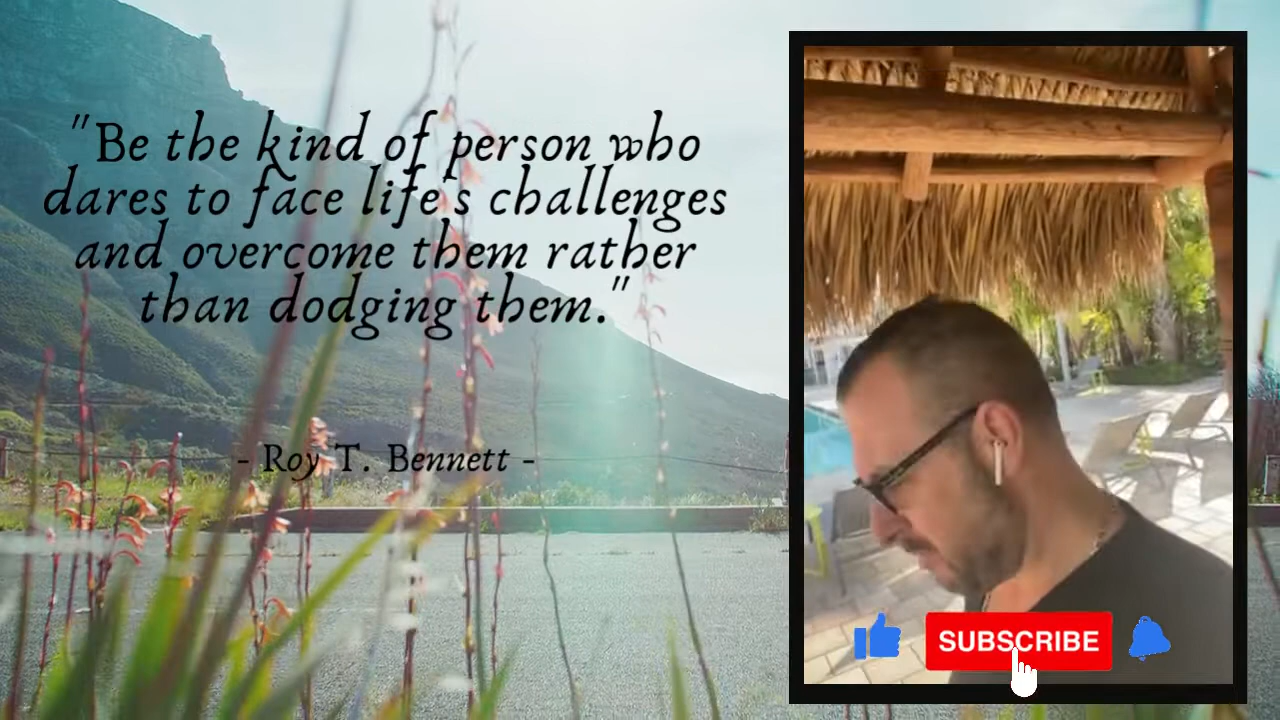 "Be the kind of person who
dares to face life's challenges
and overcome them rather
than dodging them."
- Roy T. Bennett -
SUBSCRIBE